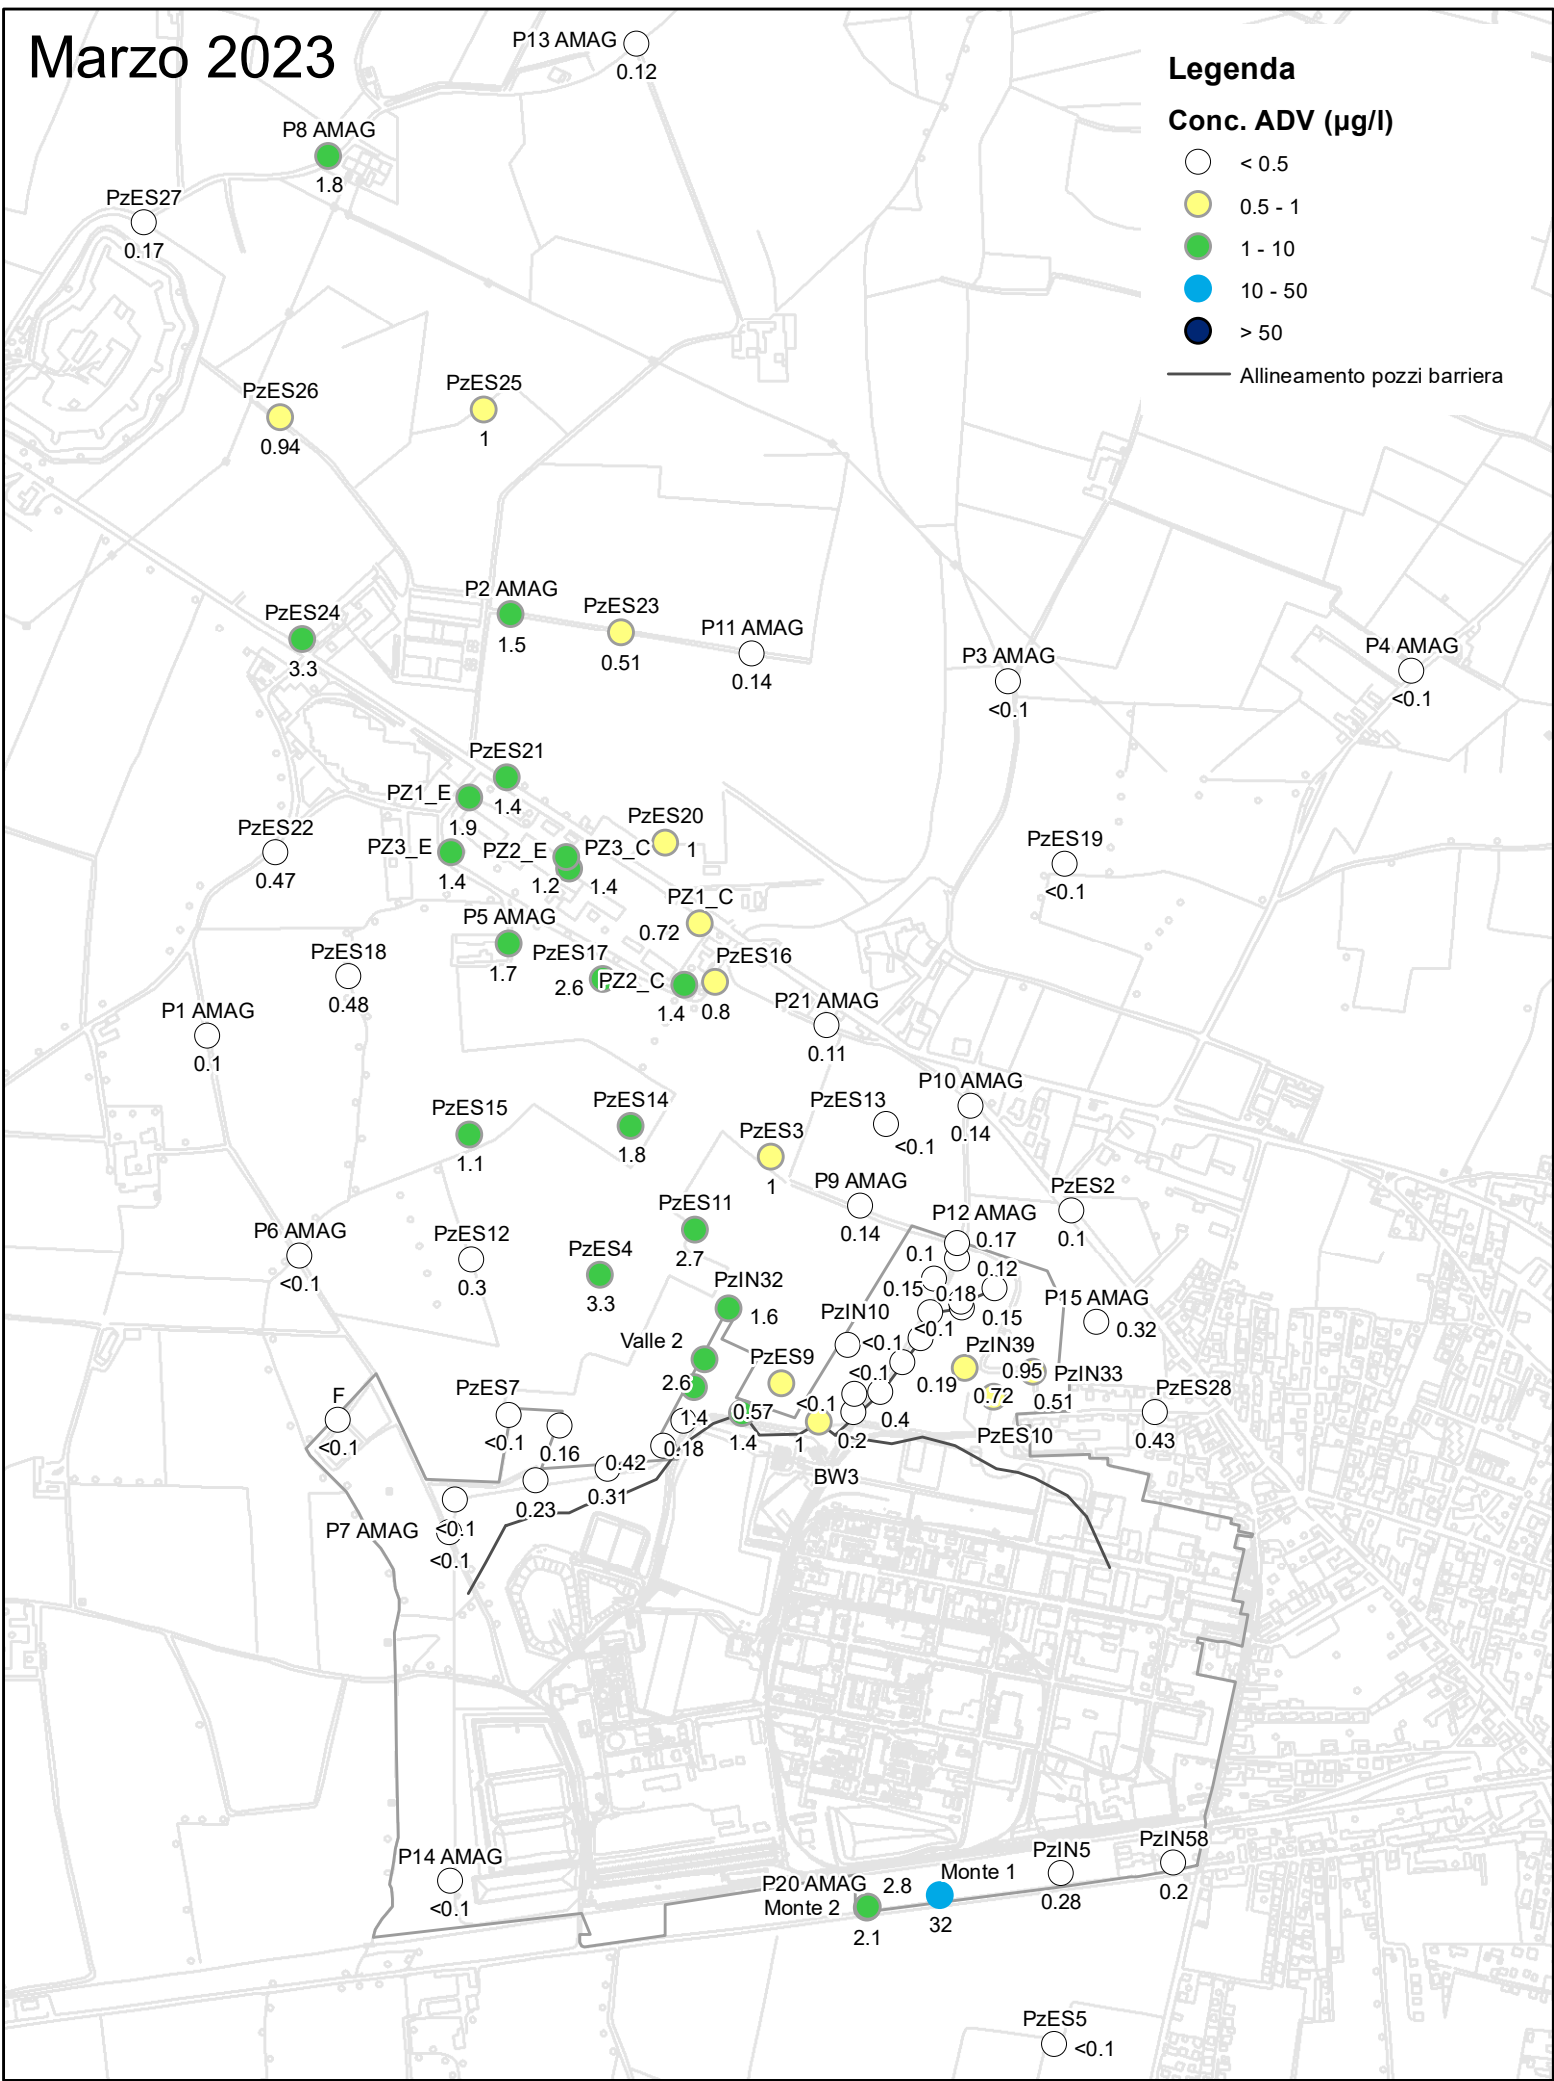 Marzo 2023
Legenda
Conc. ADV (µg/l)
< 0.5
0.5 - 1
1 - 10
10 - 50
> 50
Allineamento pozzi barriera
P13 AMAG
0.12
P8 AMAG
1.8
PzES27
0.17
PzES26
0.94
PzES25
1
P2 AMAG
1.5
PzES23
0.51
P11 AMAG
0.14
PzES24
3.3
P3 AMAG
<0.1
P4 AMAG
<0.1
PzES21
1.4
PZ1_E
1.9
PzES20
1
PzES22
0.47
PZ3_E
1.4
PZ2_E
1.2
PZ3_C
1.4
PzES19
<0.1
PZ1_C
0.72
P5 AMAG
1.7
PzES17
2.6
PZ2_C
1.4
PzES16
0.8
PzES18
0.48
P1 AMAG
0.1
P21 AMAG
0.11
P10 AMAG
0.14
PzES13
<0.1
PzES15
1.1
PzES14
1.8
PzES3
1
P9 AMAG
0.14
PzES2
0.1
PzES11
2.7
P12 AMAG
0.17
0.1
0.12
P6 AMAG
<0.1
PzES12
0.3
PzES4
3.3
PzIN32
1.6
0.15
0.18
0.15
P15 AMAG
0.32
PzIN10
<0.1
<0.1
Valle 2
2.6
PzES9
0.57
<0.1
PzIN39
0.19
0.95
PzIN33
0.51
0.72
PzES10
PzES28
0.43
F
<0.1
PzES7
<0.1
0.16
1.4
1.4
<0.1
1
0.2
0.4
BW3
0.18
0.42
0.31
0.23
P7 AMAG
<0.1
<0.1
P14 AMAG
<0.1
P20 AMAG
2.8
Monte 2
2.1
Monte 1
32
PzIN5
0.28
PzIN58
0.2
PzES5
<0.1